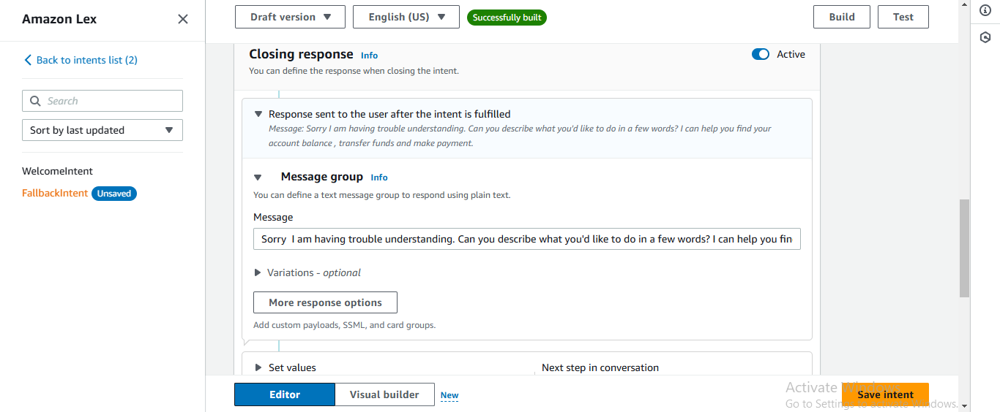 Amazon Lex
Back to intents list (2)
Search
Sort by last updated
WelcomeIntent
FallbackIntent Unsaved
Draft version English (US) Successfully built Build Test
Closing response Info Active
You can define the response when closing the intent.
Response sent to the user after the intent is fulfilled
Message: Sorry I am having trouble understanding. Can you describe what you'd like to do in a few words? I can help you find your
account balance , transfer funds and make payment.
Message group Info
You can define a text message group to respond using plain text.
Message
Sorry  I am having trouble understanding. Can you describe what you'd like to do in a few words? I can help you fin
Variations - optional
More response options
Add custom payloads, SSML, and card groups.
Set values Next step in conversation
Editor Visual builder New Save intent
Activate Windows
Go to Settings to activate Windows.